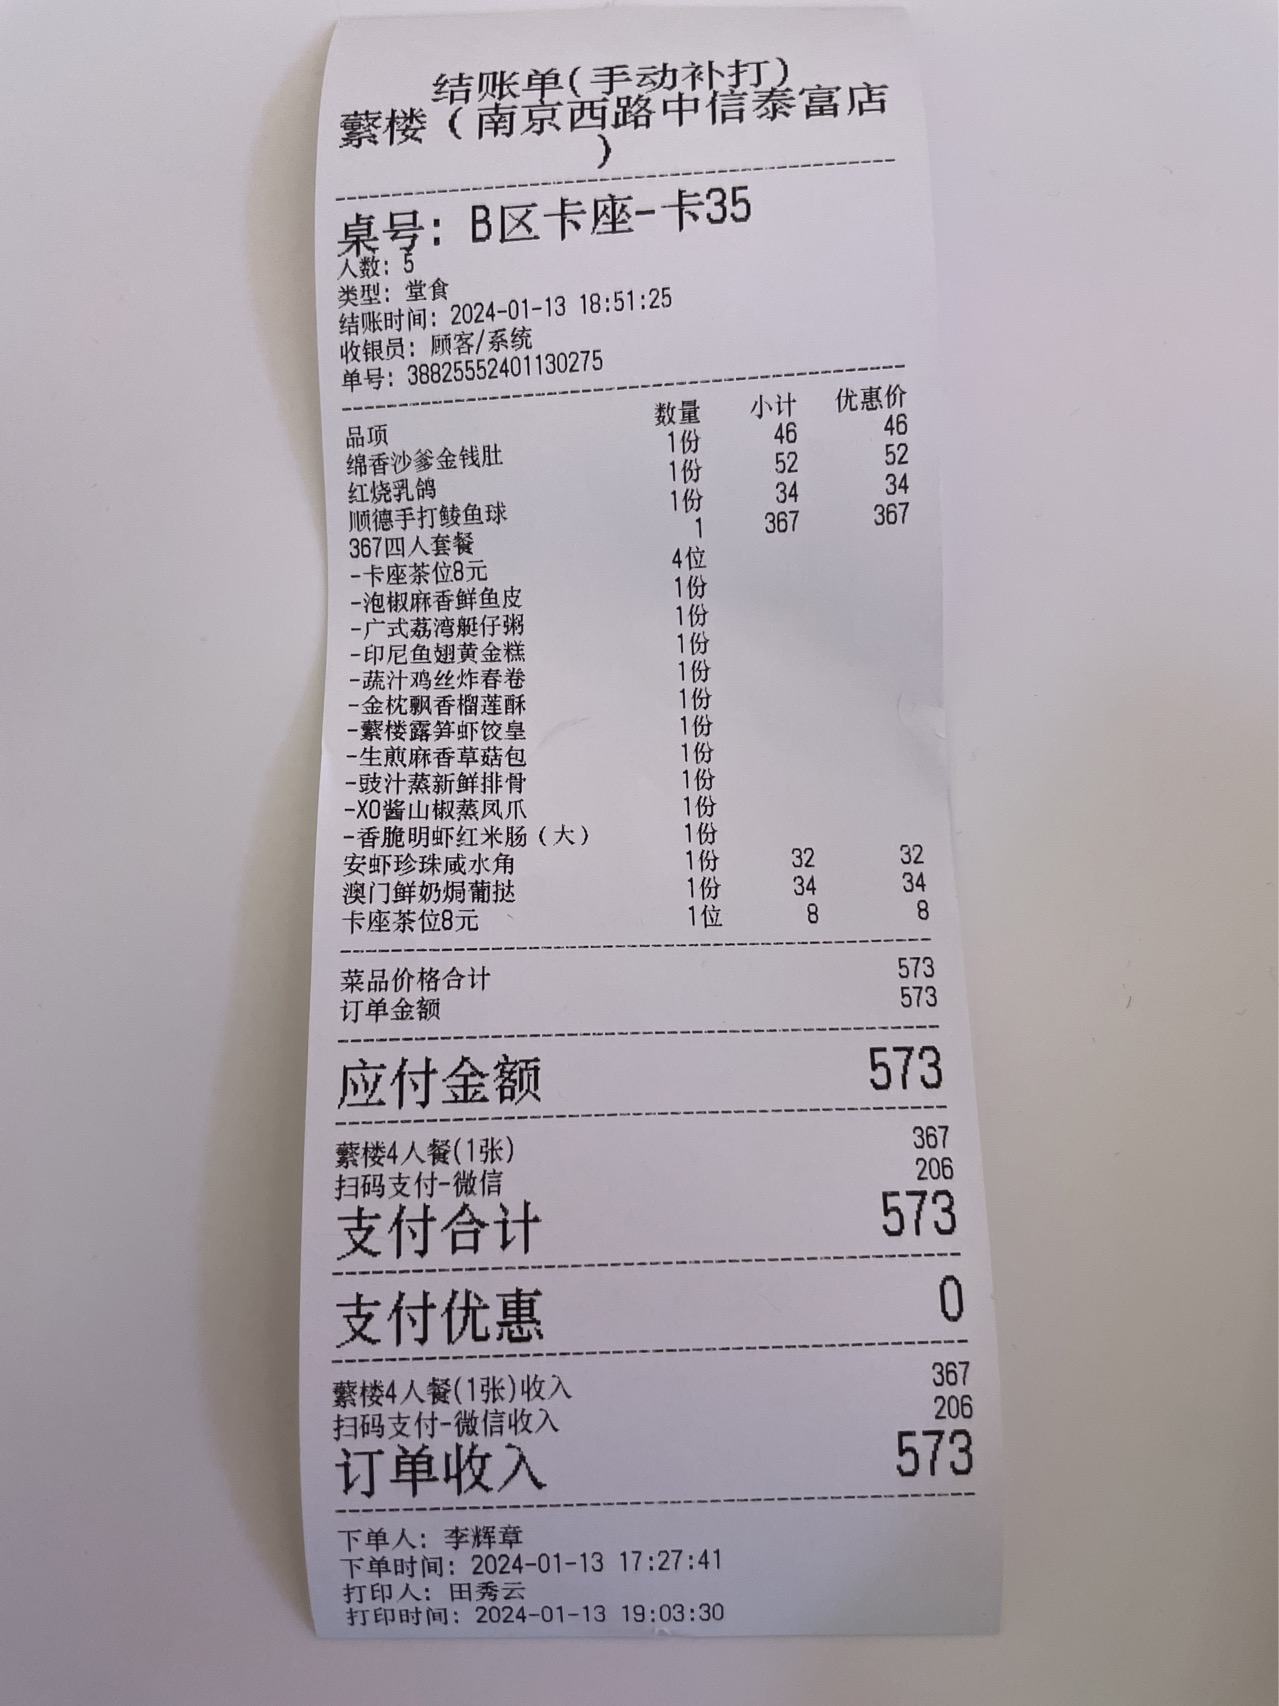 结账单(手动补打)
蘩楼（南京西路中信泰富店
）
桌号: B区卡座-卡35
人数: 5
类型: 堂食
结账时间: 2024-01-13 18:51:25
收银员: 顾客/系统
单号: 38825552401130275
品项 数量 小计 优惠价
绵香沙爹金钱肚 1份 46 46
红烧乳鸽 1份 52 52
顺德手打鲮鱼球 1份 34 34
367四人套餐 1 367 367
-卡座茶位8元 4位
-泡椒麻香鲜鱼皮 1份
-广式荔湾艇仔粥 1份
-印尼鱼翅黄金糕 1份
-蔬汁鸡丝炸春卷 1份
-金枕飘香榴莲酥 1份
-蘩楼露笋虾饺皇 1份
-生煎麻香草菇包 1份
-豉汁蒸新鲜排骨 1份
-XO酱山椒蒸凤爪 1份
-香脆明虾红米肠（大） 1份
安虾珍珠咸水角 1份 32 32
澳门鲜奶焗葡挞 1份 34 34
卡座茶位8元 1位 8 8
菜品价格合计 573
订单金额 573
应付金额 573
蘩楼4人餐(1张) 367
扫码支付-微信 206
支付合计 573
支付优惠 0
蘩楼4人餐(1张)收入 367
扫码支付-微信收入 206
订单收入 573
下单人: 李辉章
下单时间: 2024-01-13 17:27:41
打印人: 田秀云
打印时间: 2024-01-13 19:03:30